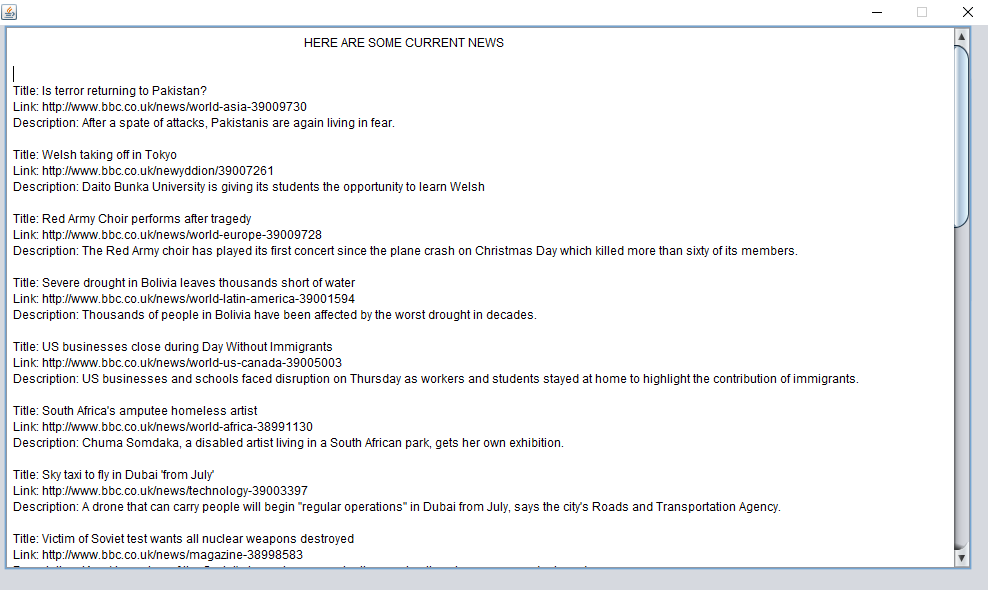 HERE ARE SOME CURRENT NEWS
Title: Is terror returning to Pakistan?
Link: http://www.bbc.co.uk/news/world-asia-39009730
Description: After a spate of attacks, Pakistanis are again living in fear.
Title: Welsh taking off in Tokyo
Link: http://www.bbc.co.uk/newyddion/39007261
Description: Daito Bunka University is giving its students the opportunity to learn Welsh
Title: Red Army Choir performs after tragedy
Link: http://www.bbc.co.uk/news/world-europe-39009728
Description: The Red Army choir has played its first concert since the plane crash on Christmas Day which killed more than sixty of its members.
Title: Severe drought in Bolivia leaves thousands short of water
Link: http://www.bbc.co.uk/news/world-latin-america-39001594
Description: Thousands of people in Bolivia have been affected by the worst drought in decades.
Title: US businesses close during Day Without Immigrants
Link: http://www.bbc.co.uk/news/world-us-canada-39005003
Description: US businesses and schools faced disruption on Thursday as workers and students stayed at home to highlight the contribution of immigrants.
Title: South Africa's amputee homeless artist
Link: http://www.bbc.co.uk/news/world-africa-38991130
Description: Chuma Somdaka, a disabled artist living in a South African park, gets her own exhibition.
Title: Sky taxi to fly in Dubai 'from July'
Link: http://www.bbc.co.uk/news/technology-39003397
Description: A drone that can carry people will begin "regular operations" in Dubai from July, says the city's Roads and Transportation Agency.
Title: Victim of Soviet test wants all nuclear weapons destroyed
Link: http://www.bbc.co.uk/news/magazine-38998583